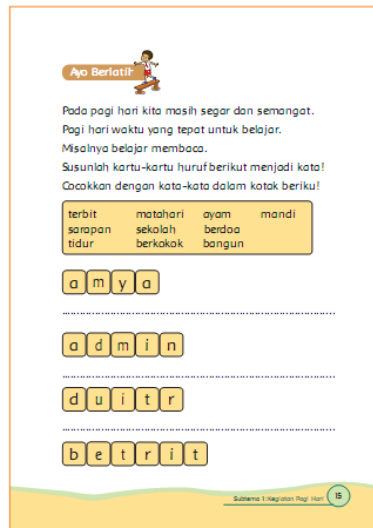 Ayo Berlatih
Pada pagi hari kita masih segar dan semangat.
Pagi hari waktu yang tepat untuk belajar.
Misalnya belajar membaca.
Susunlah kartu-kartu huruf berikut menjadi kata!
Cocokkan dengan kata-kata dalam kotak beriku!
terbit matahari ayam mandi
sarapan sekolah berdoa
tidur berkokok bangun
a m y a
a d m i n
d u i t r
b e t r i t
Subtema 1: Kegiatan Pagi Hari 15